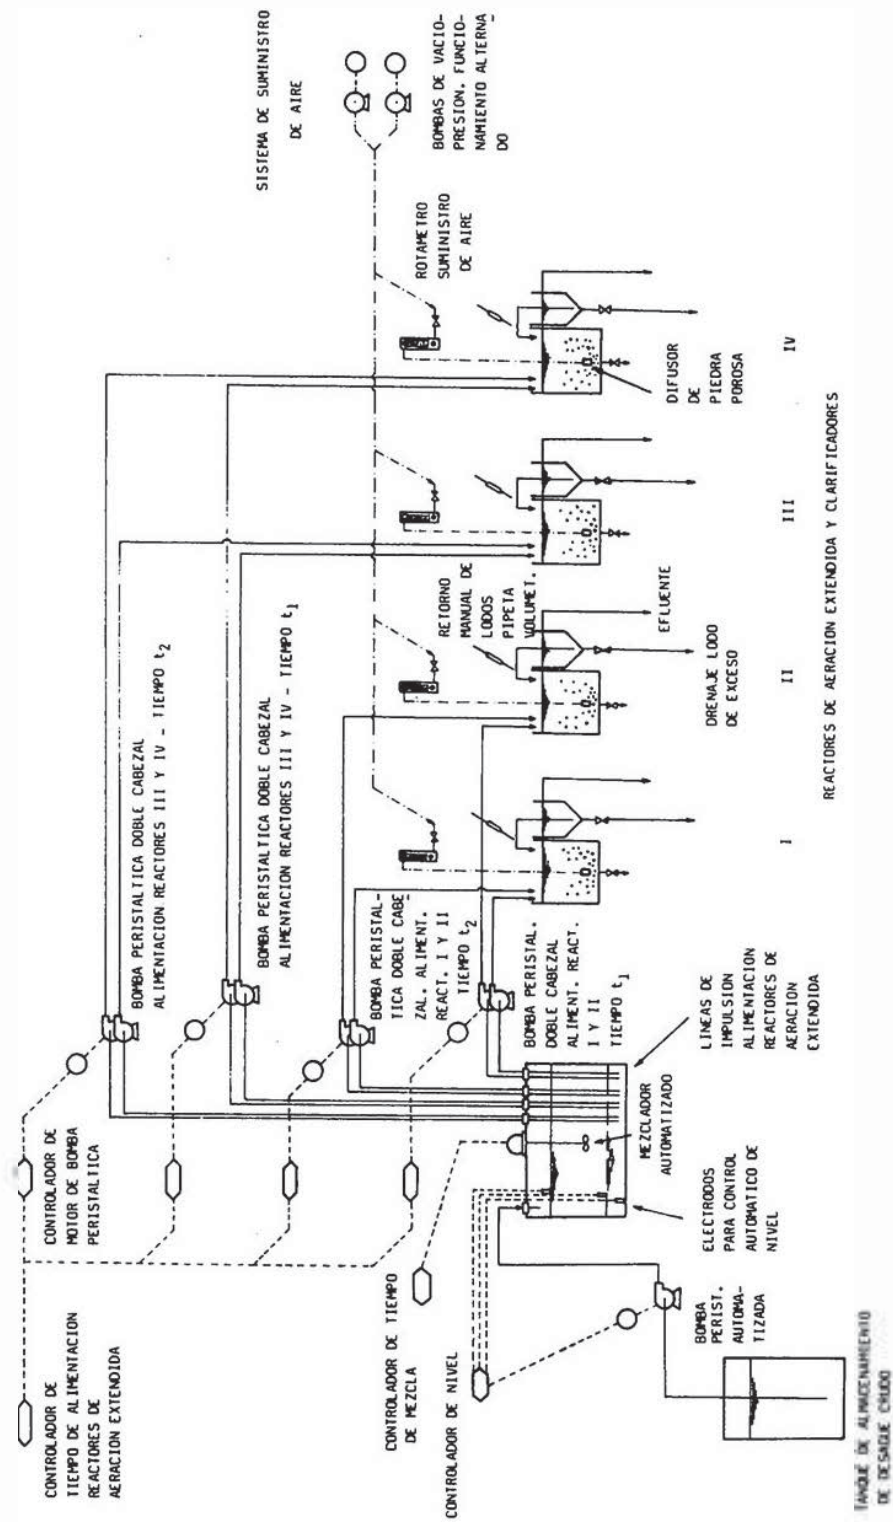 CONTROLADOR DE
TIEMPO DE ALIMENTACION
REACTORES DE
AERACION EXTENDIDA
CONTROLADOR DE
MOTOR DE BOMBA
PERISTALTICA
BOMBA PERISTALTICA DOBLE CABEZAL
ALIMENTACION REACTORES III Y IV - TIEMPO t2
BOMBA PERISTALTICA DOBLE CABEZAL
ALIMENTACION REACTORES III Y IV - TIEMPO t1
SISTEMA DE SUMINISTRO
DE AIRE
BOMBAS DE VACIO-
PRESION. FUNCIO-
NAMIENTO ALTERNA_
DO
BOMBA PERISTAL-
TICA DOBLE CABE_
ZAL. ALIMENT.
REACT. I Y II
TIEMPO t2
ROTAMETRO
SUMINISTRO
DE AIRE
RETORNO
MANUAL DE
LODOS
PIPETA
VOLUMET.
CONTROLADOR DE TIEMPO
DE MEZCLA
CONTROLADOR DE NIVEL
BOMBA PERISTAL.
DOBLE CABEZAL
ALIMENT. REACT.
I Y II
TIEMPO t1
MEZCLADOR
AUTOMATIZADO
EFLUENTE
DIFUSOR
DE
PIEDRA
POROSA
DRENAJE LODO
DE EXCESO
LINEAS DE
IMPULSION
ALIMENTACION
REACTORES DE
AERACION
EXTENDIDA
ELECTRODOS
PARA CONTROL
AUTOMATICO DE
NIVEL
BOMBA
PERIST.
AUTOMA-
TIZADA
I
II
III
IV
REACTORES DE AERACION EXTENDIDA Y CLARIFICADORES
TANQUE DE ALMACENAMIENTO
DE DESAGUE CRUDO